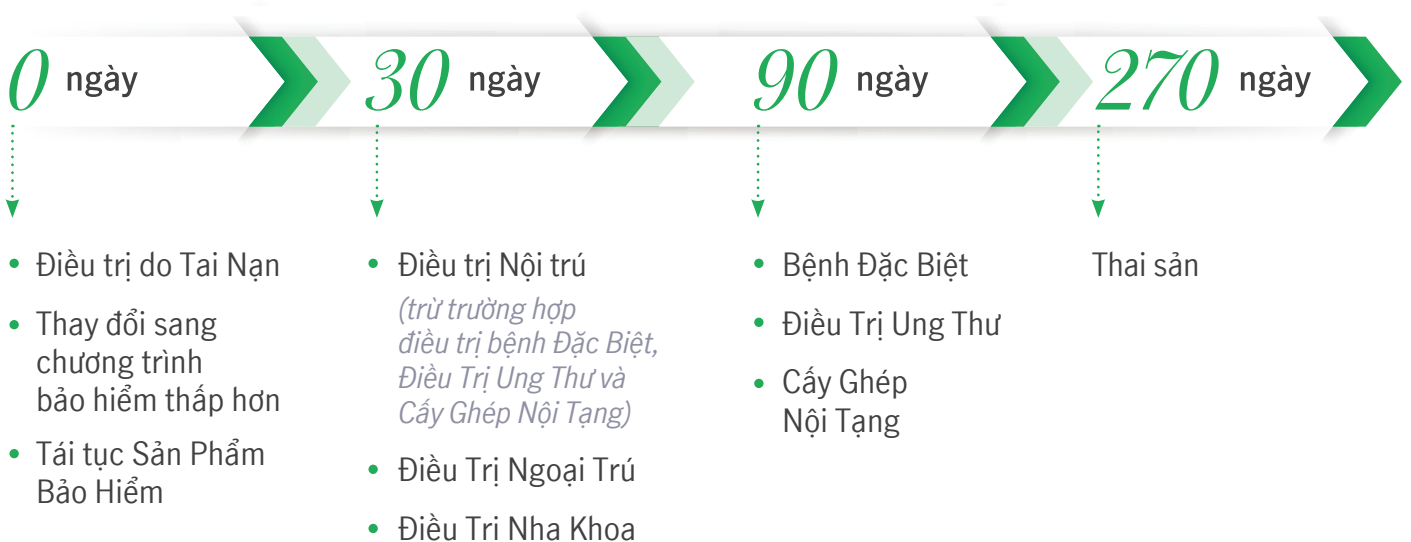 0 ngày
30 ngày
90 ngày
270 ngày
• Điều trị do Tai Nạn
• Thay đổi sang
chương trình
bảo hiểm thấp hơn
• Tái tục Sản Phẩm
Bảo Hiểm
• Điều trị Nội trú
(trừ trường hợp
điều trị bệnh Đặc Biệt,
Điều Trị Ung Thư và
Cấy Ghép Nội Tạng)
• Điều Trị Ngoại Trú
• Điều Trị Nha Khoa
• Bệnh Đặc Biệt
• Điều Trị Ung Thư
• Cấy Ghép
Nội Tạng
Thai sản